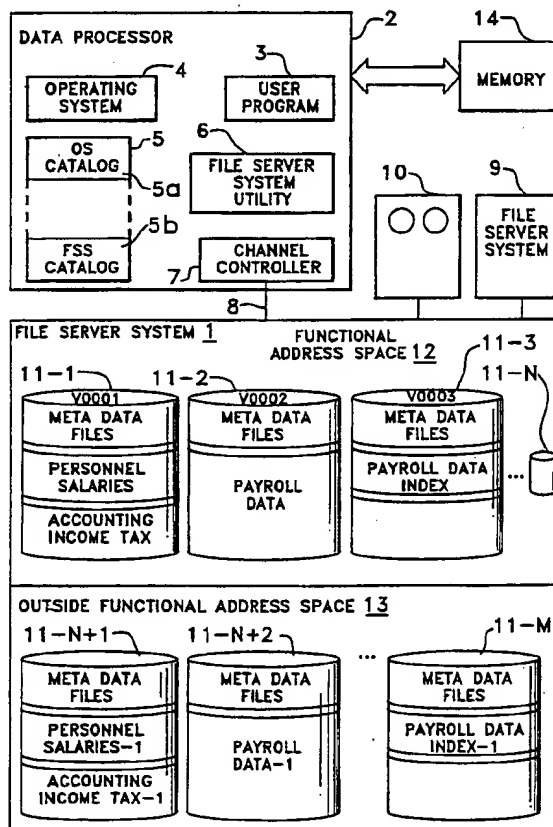 DATA PROCESSOR
2
14
4
OPERATING
SYSTEM
3
USER
PROGRAM
MEMORY
5
OS
CATALOG
5a
6
FILE SERVER
SYSTEM
UTILITY
10
9
FILE
SERVER
SYSTEM
5b
FSS CATALOG
7
CHANNEL
CONTROLLER
8
FILE SERVER SYSTEM 1
FUNCTIONAL
ADDRESS SPACE 12
11-1
11-2
11-3
11-N
V0001
META DATA
FILES
PERSONNEL
SALARIES
ACCOUNTING
INCOME TAX
V0002
META DATA
FILES
PAYROLL
DATA
V0003
META DATA
FILES
PAYROLL DATA
INDEX
...
OUTSIDE FUNCTIONAL ADDRESS SPACE 13
11-N+1
11-N+2
...
11-M
META DATA
FILES
PERSONNEL
SALARIES-1
ACCOUNTING
INCOME TAX-1
META DATA
FILES
PAYROLL
DATA-1
META DATA
FILES
PAYROLL DATA
INDEX-1